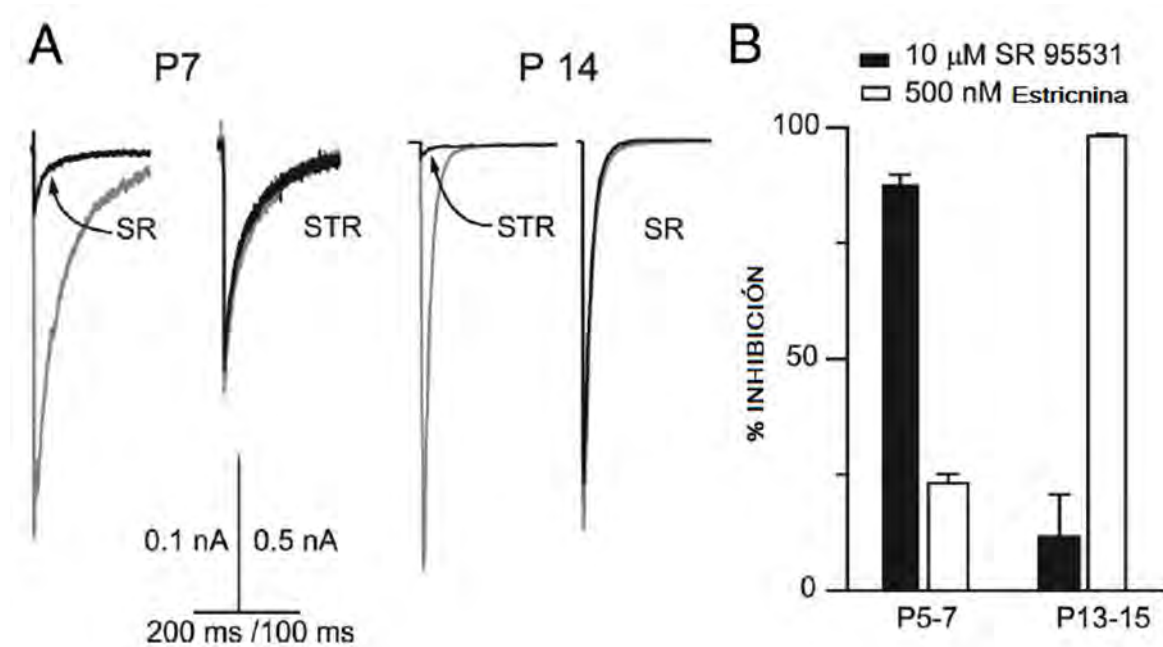 A
P7
P 14
SR
STR
STR
SR
0.1 nA
0.5 nA
200 ms /100 ms
B
10 μM SR 95531
500 nM Estricnina
% INHIBICIÓN
100
50
0
P5-7
P13-15